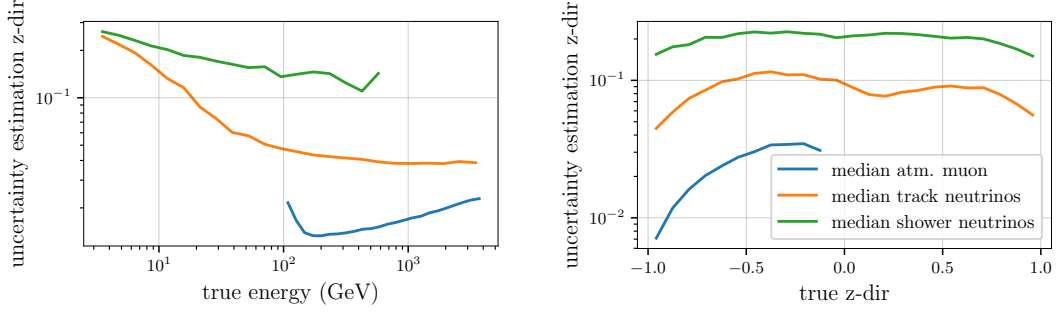 uncertainty estimation z-dir
10⁻¹
10¹
10²
10³
true energy (GeV)
uncertainty estimation z-dir
10⁻¹
10⁻²
−1.0
−0.5
0.0
0.5
1.0
true z-dir
median atm. muon
median track neutrinos
median shower neutrinos